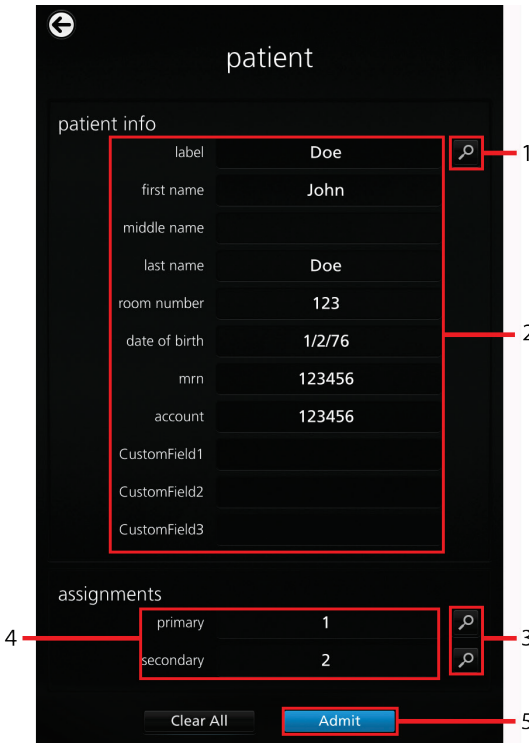 patient
patient info
label Doe 1
first name John
middle name
last name Doe
room number 123
date of birth 1/2/76 2
mrn 123456
account 123456
CustomField1
CustomField2
CustomField3
assignments
primary 1
4 3
secondary 2
Clear All Admit 5